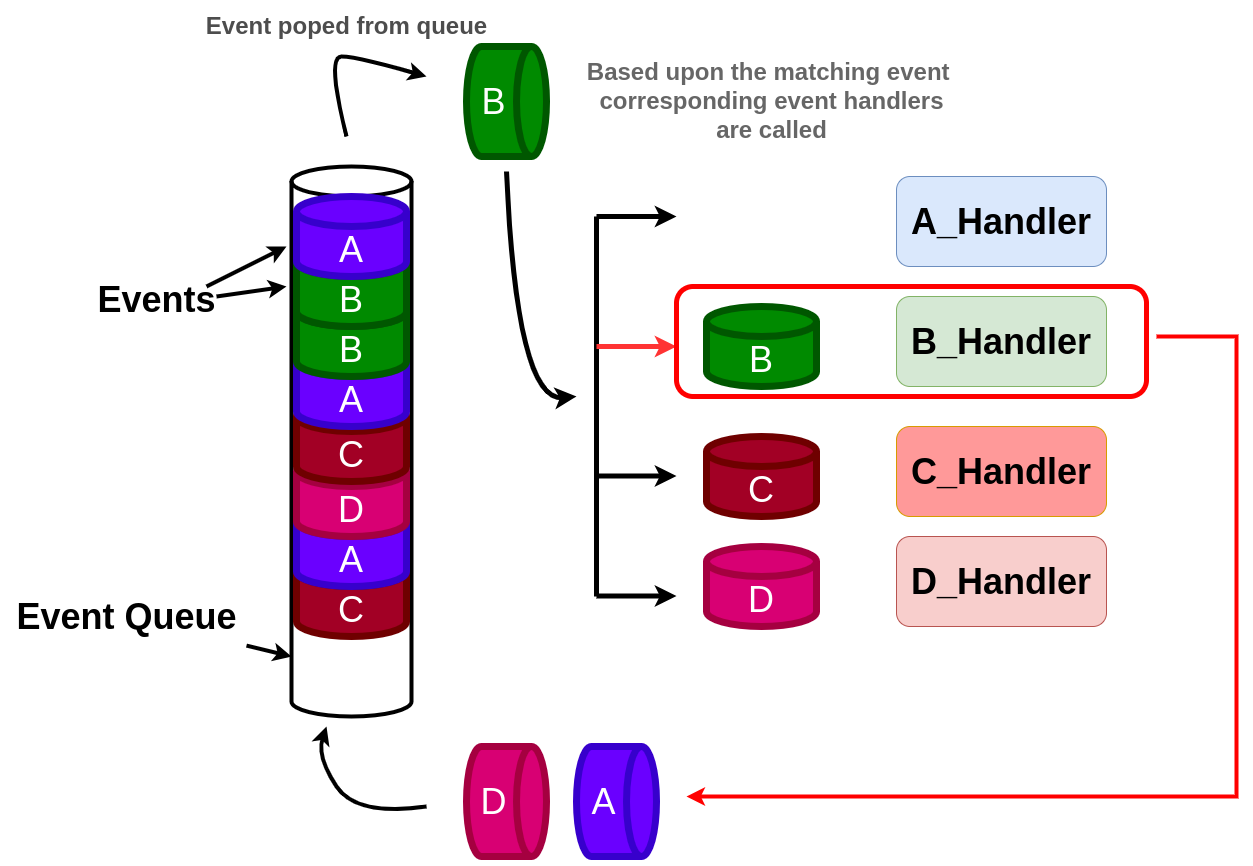 Event poped from queue
B
Based upon the matching event
corresponding event handlers
are called
A_Handler
A
Events
B
B
B_Handler
B
A
C
C_Handler
C
D
A
D_Handler
D
C
Event Queue
D
A